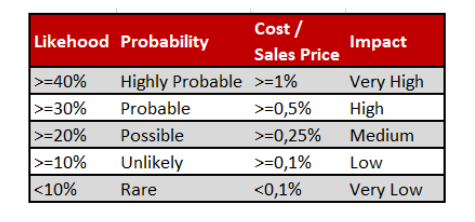 Likehood Probability Cost / Sales Price Impact
>=40% Highly Probable >=1% Very High
>=30% Probable >=0,5% High
>=20% Possible >=0,25% Medium
>=10% Unlikely >=0,1% Low
<10% Rare <0,1% Very Low